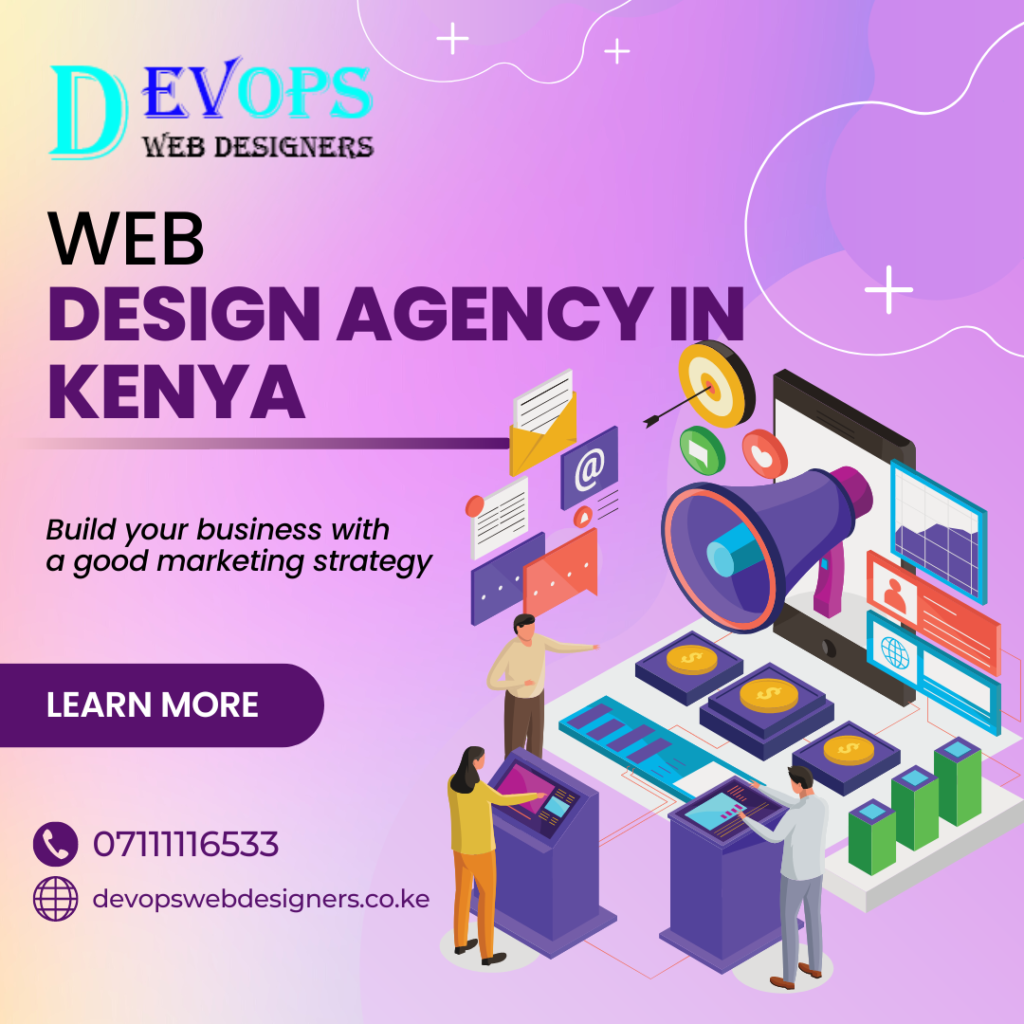 DEVOPS
WEB DESIGNERS
WEB
DESIGN AGENCY IN
KENYA
@
Build your business with
a good marketing strategy
LEARN MORE
07111116533
devopswebdesigners.co.ke